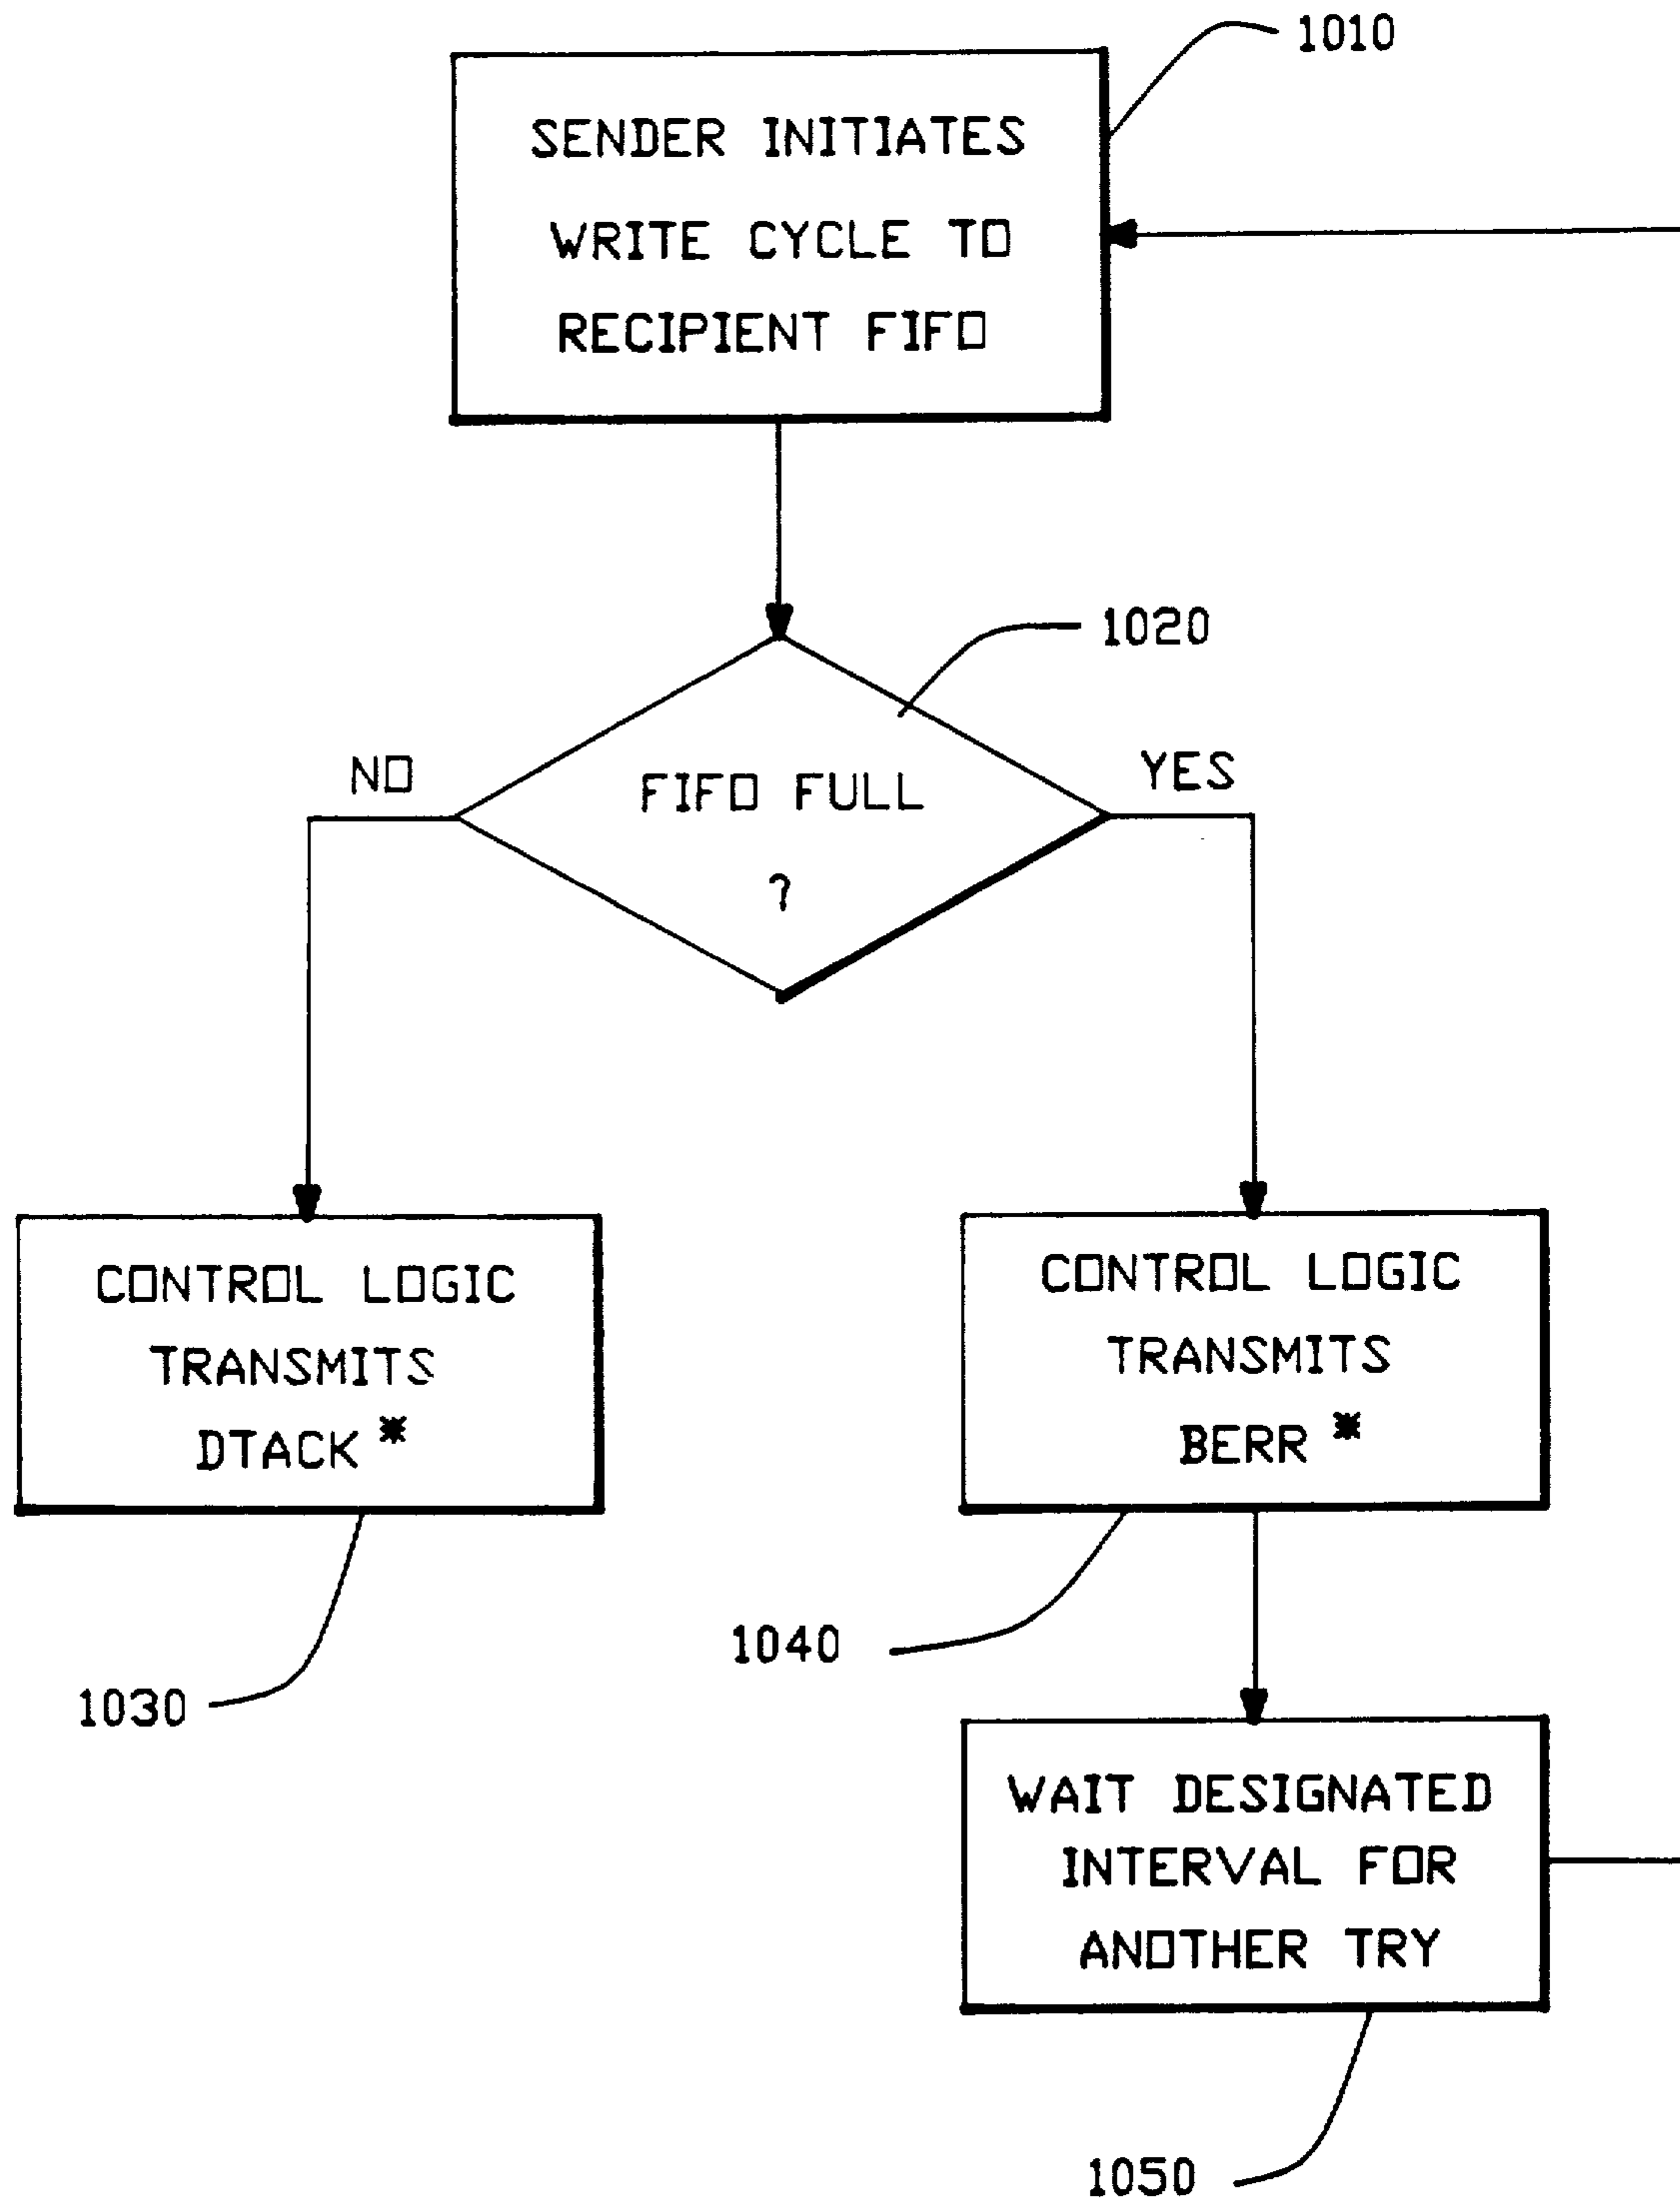 1010
SENDER INITIATES
WRITE CYCLE TO
RECIPIENT FIFO
1020
NO
FIFO FULL
?
YES
CONTROL LOGIC
TRANSMITS
DTACK*
1030
CONTROL LOGIC
TRANSMITS
BERR*
1040
WAIT DESIGNATED
INTERVAL FOR
ANOTHER TRY
1050